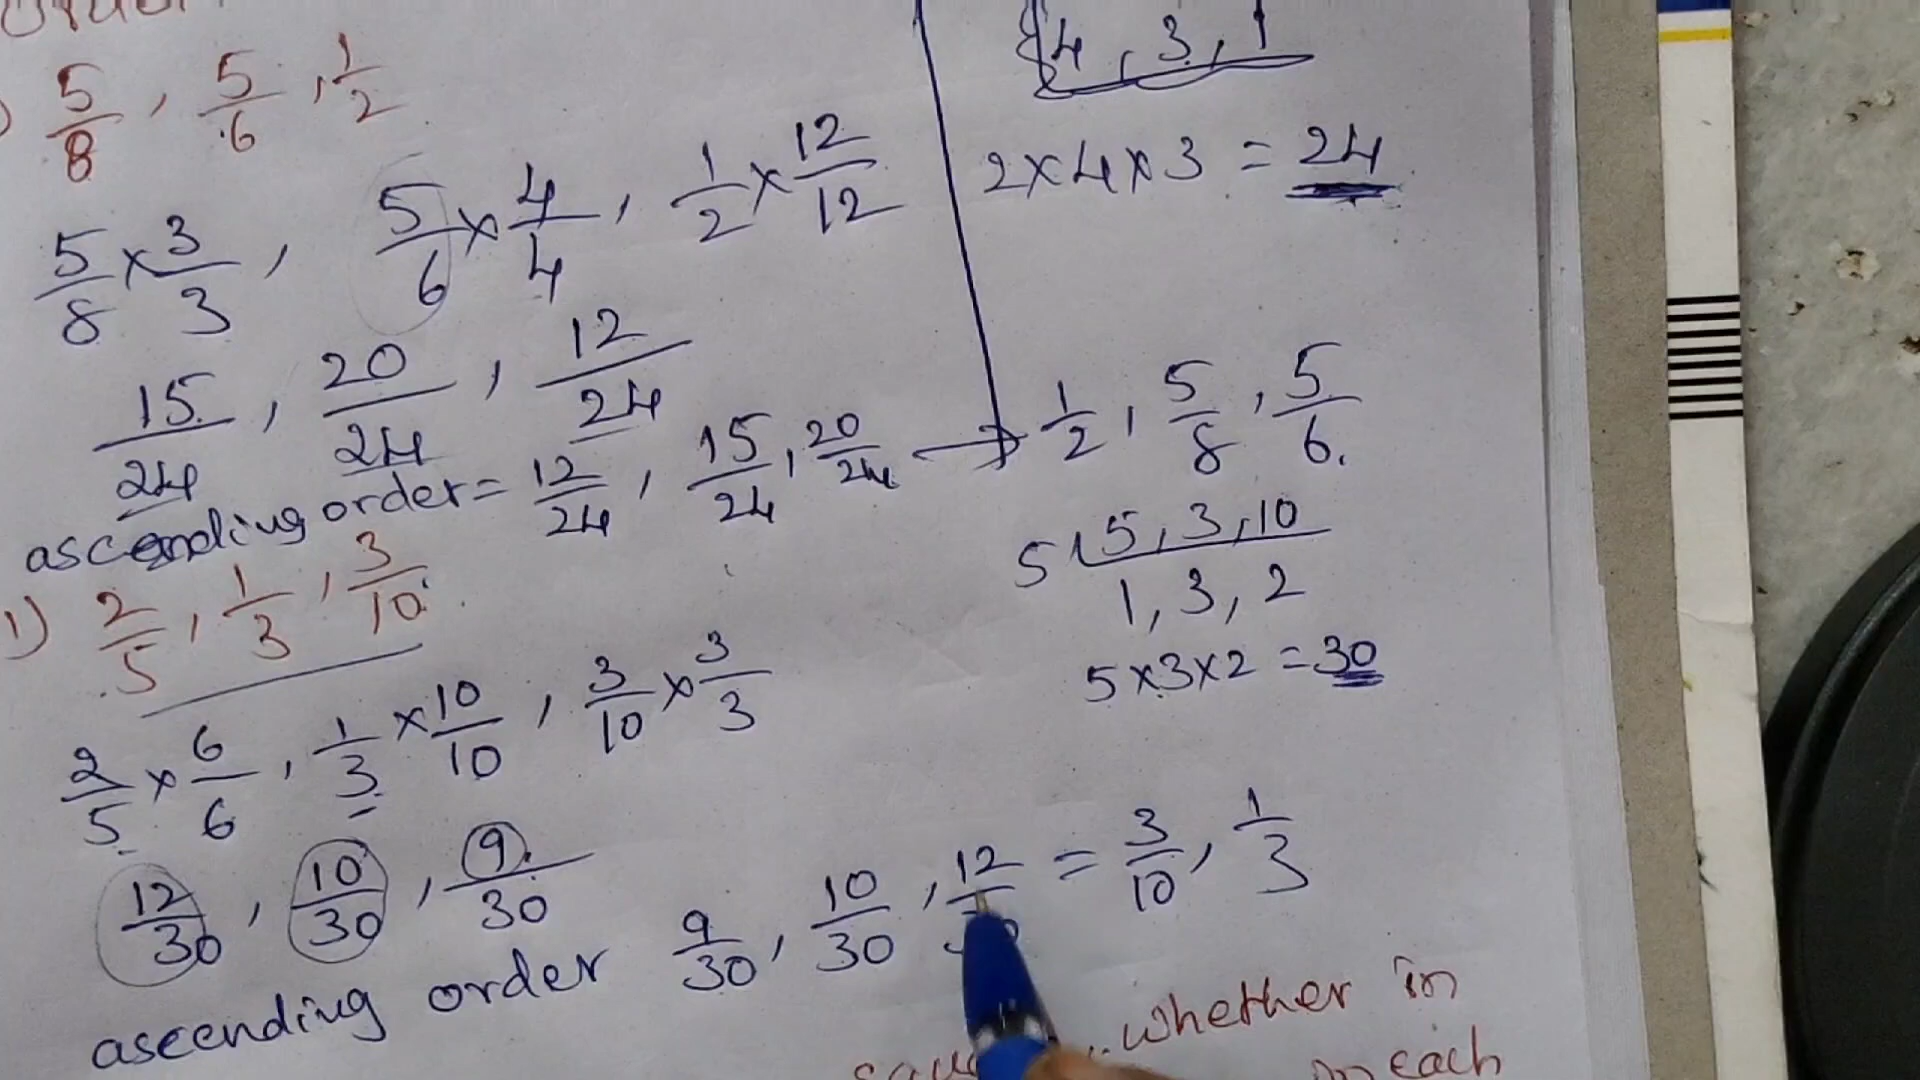 order
) 5/8 , 5/6 , 1/2
4 , 3 , 1
5/8 × 3/3 , 5/6 × 4/4 , 1/2 × 12/12
2×4×3 = 24
15/24 , 20/24 , 12/24
ascending order = 12/24 , 15/24 , 20/24 → 1/2 , 5/8 , 5/6.
1) 2/5 , 1/3 , 3/10
5 | 5 , 3 , 10
1 , 3 , 2
5×3×2 = 30
2/5 × 6/6 , 1/3 × 10/10 , 3/10 × 3/3
12/30 , 10/30 , 9/30
ascending order 9/30 , 10/30 , 12/30 = 3/10 , 1/3
whether in
each